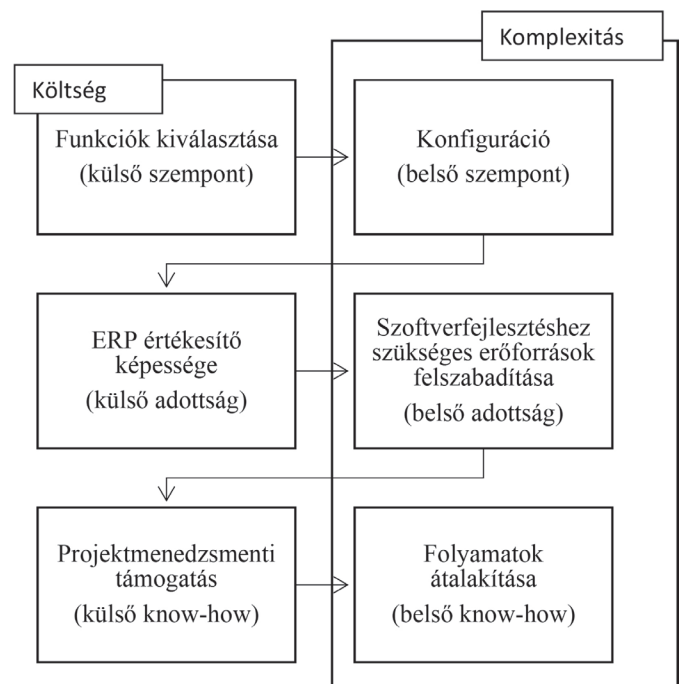 Komplexitás
Költség
Funkciók kiválasztása
(külső szempont)
Konfiguráció
(belső szempont)
ERP értékesítő
képessége
(külső adottság)
Szoftverfejlesztéshez
szükséges erőforrások
felszabadítása
(belső adottság)
Projektmenedzsmenti
támogatás
(külső know-how)
Folyamatok
átalakítása
(belső know-how)